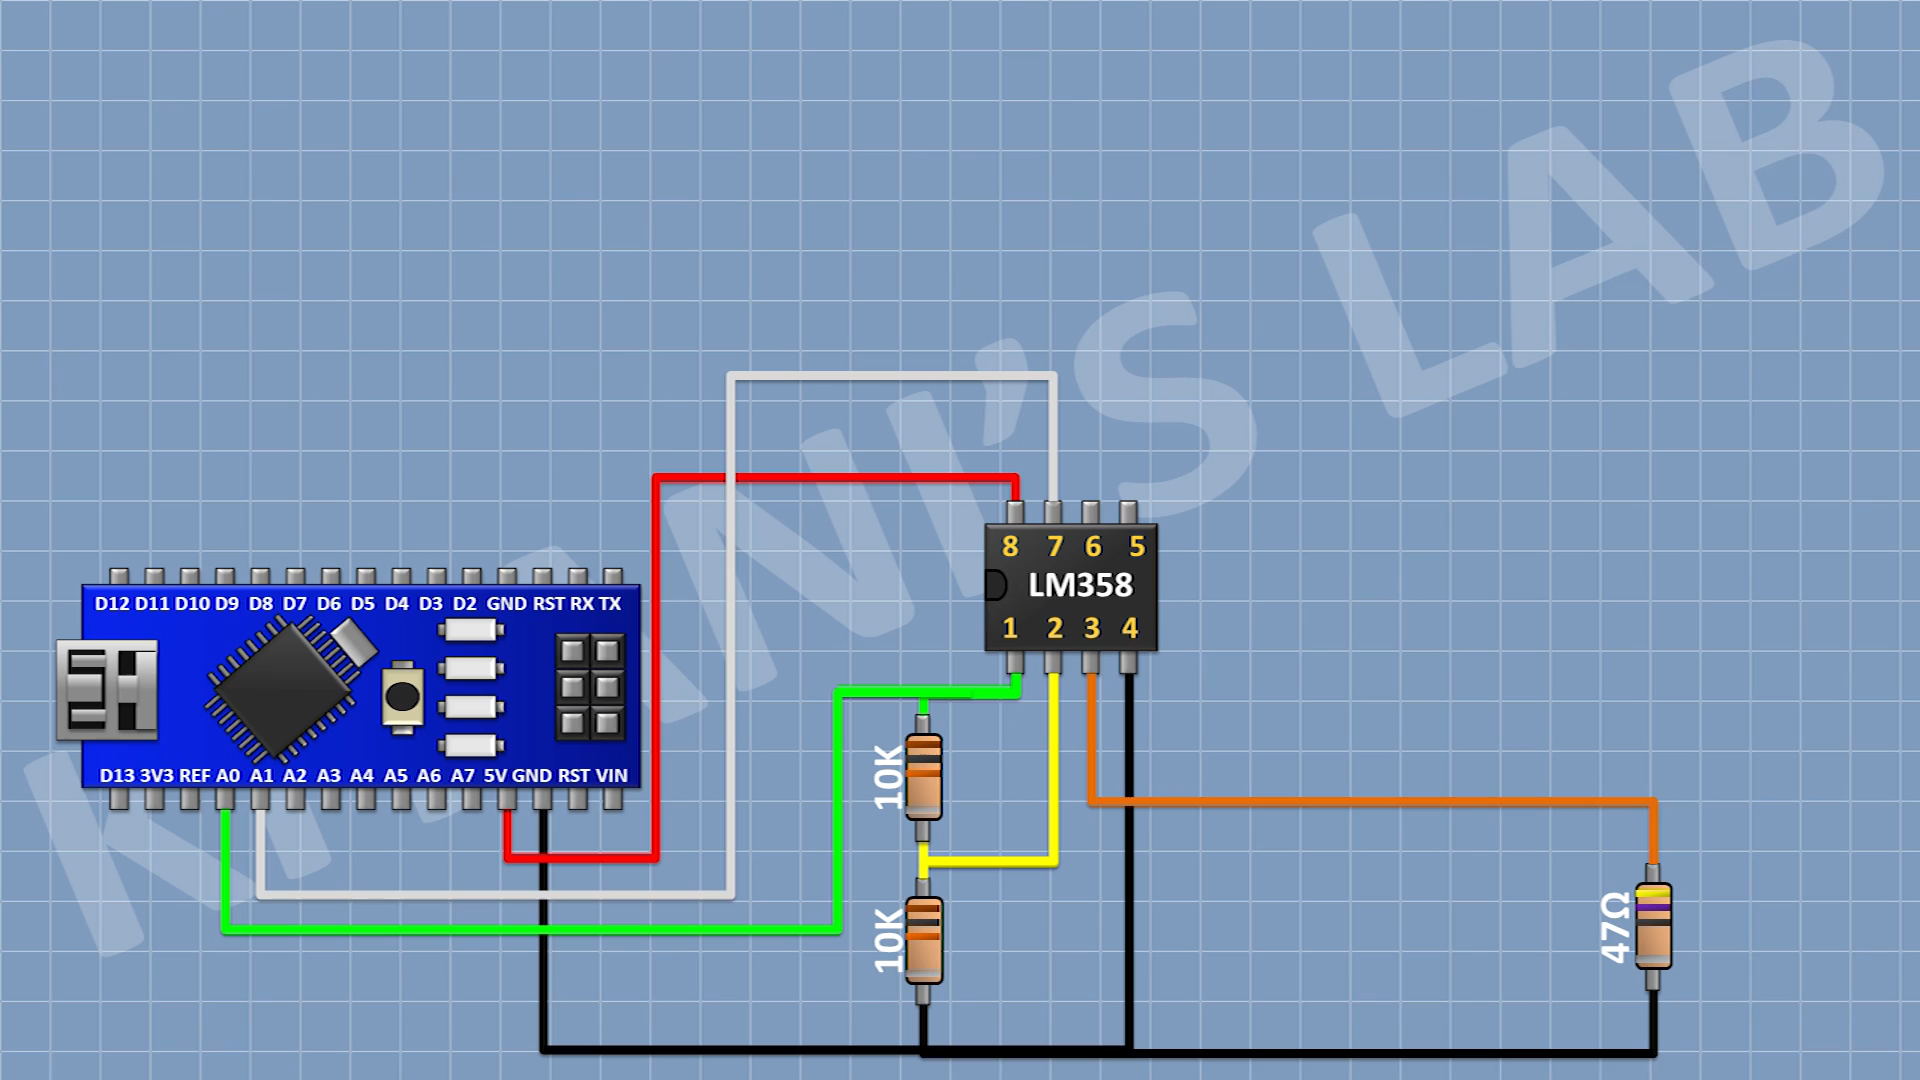 KHANI'S LAB
8 7 6 5
LM358
1 2 3 4
D12 D11 D10 D9 D8 D7 D6 D5 D4 D3 D2 GND RST RX TX
D13 3V3 REF A0 A1 A2 A3 A4 A5 A6 A7 5V GND RST VIN
10K
10K
47Ω